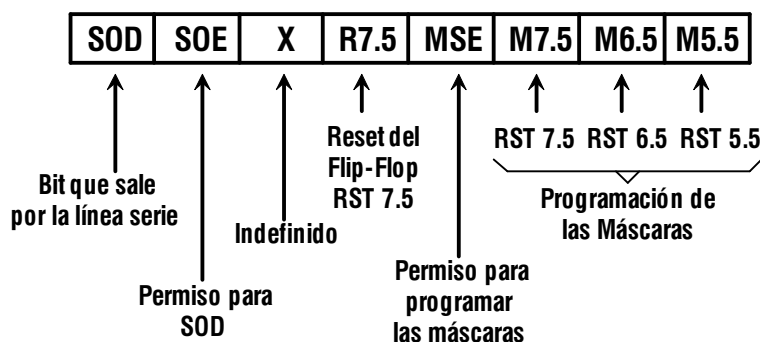 SOD SOE X R7.5 MSE M7.5 M6.5 M5.5
Reset del
Flip-Flop
RST 7.5
RST 7.5 RST 6.5 RST 5.5
Bit que sale
por la línea serie
Programación de
las Máscaras
Indefinido
Permiso para
SOD
Permiso para
programar
las máscaras